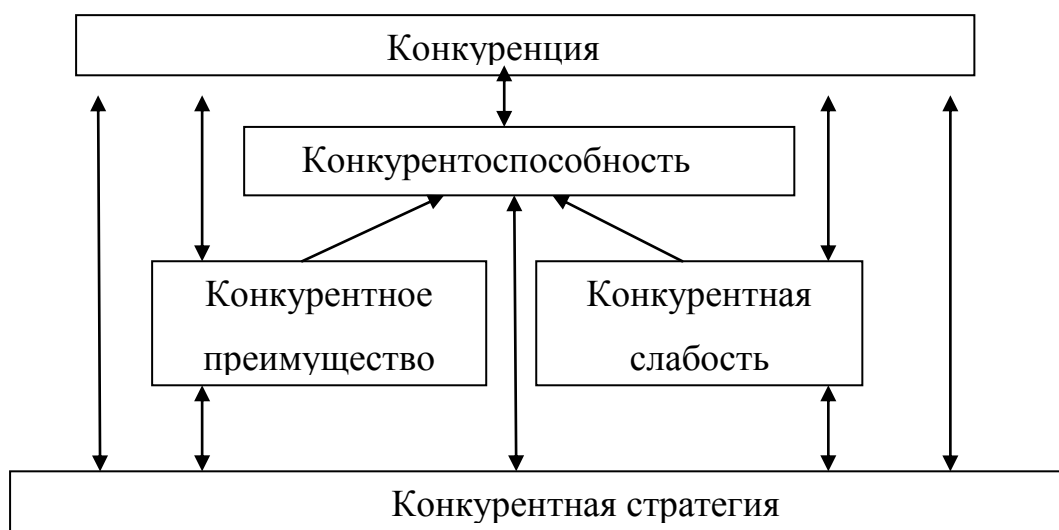 Конкуренция
Конкурентоспособность
Конкурентное
преимущество
Конкурентная
слабость
Конкурентная стратегия